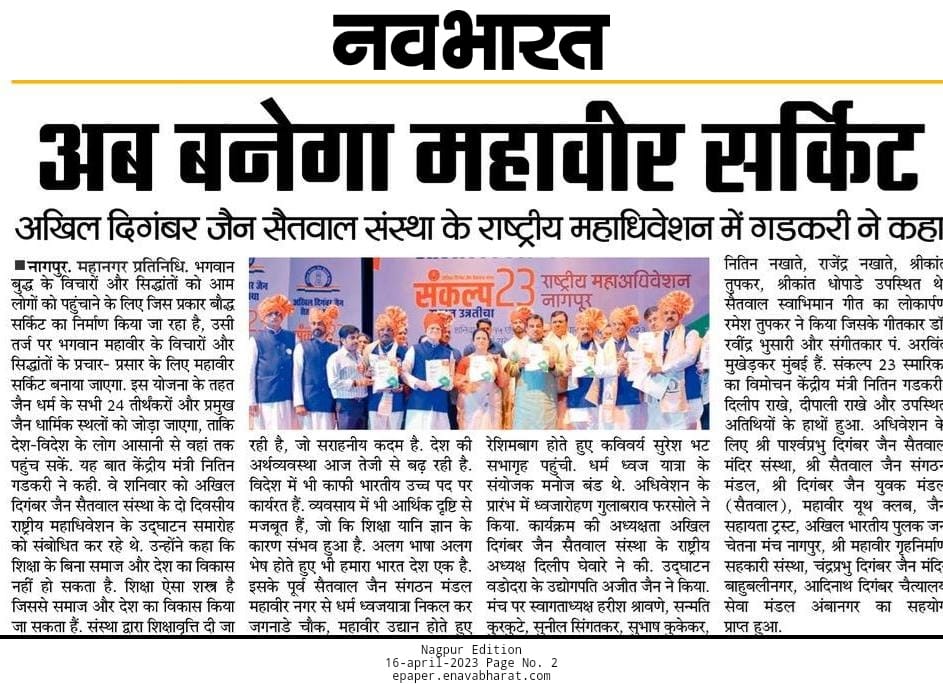 नवभारत
अब बनेगा महावीर सर्किट
अखिल दिगंबर जैन सैतवाल संस्था के राष्ट्रीय महाधिवेशन में गडकरी ने कहा
■नागपुर. महानगर प्रतिनिधि. भगवान
बुद्ध के विचारों और सिद्धांतों को आम
लोगों को पहुंचाने के लिए जिस प्रकार बौद्ध
सर्किट का निर्माण किया जा रहा है, उसी
तर्ज पर भगवान महावीर के विचारों और
सिद्धांतों के प्रचार- प्रसार के लिए महावीर
सर्किट बनाया जाएगा. इस योजना के तहत
जैन धर्म के सभी 24 तीर्थंकरों और प्रमुख
जैन धार्मिक स्थलों को जोड़ा जाएगा, ताकि
देश-विदेश के लोग आसानी से वहां तक
पहुंच सकें. यह बात केंद्रीय मंत्री नितिन
गडकरी ने कही. वे शनिवार को अखिल
दिगंबर जैन सैतवाल संस्था के दो दिवसीय
राष्ट्रीय महाधिवेशन के उद्घाटन समारोह
को संबोधित कर रहे थे. उन्होंने कहा कि
शिक्षा के बिना समाज और देश का विकास
नहीं हो सकता है. शिक्षा ऐसा शस्त्र है
जिससे समाज और देश का विकास किया
जा सकता हैं. संस्था द्वारा शिक्षावृत्ति दी जा
संकल्प 23 राष्ट्रीय महाअधिवेशन
नागपूर
उन्नतीचा
अखिल दिगंबर जैन
रही है, जो सराहनीय कदम है. देश की
अर्थव्यवस्था आज तेजी से बढ़ रही है.
विदेश में भी काफी भारतीय उच्च पद पर
कार्यरत हैं. व्यवसाय में भी आर्थिक दृष्टि से
मजबूत हैं, जो कि शिक्षा यानि ज्ञान के
कारण संभव हुआ है. अलग भाषा अलग
भेष होते हुए भी हमारा भारत देश एक है.
इसके पूर्व सैतवाल जैन संगठन मंडल
महावीर नगर से धर्म ध्वजयात्रा निकल कर
जगनाडे चौक, महावीर उद्यान होते हुए
रेशिमबाग होते हुए कविवर्य सुरेश भट
सभागृह पहुंची. धर्म ध्वज यात्रा के
संयोजक मनोज बंड थे. अधिवेशन के
प्रारंभ में ध्वजारोहण गुलाबराव फरसोले ने
किया. कार्यक्रम की अध्यक्षता अखिल
दिगंबर जैन सैतवाल संस्था के राष्ट्रीय
अध्यक्ष दिलीप घेवारे ने की. उद्घाटन
वडोदरा के उद्योगपति अजीत जैन ने किया.
मंच पर स्वागताध्यक्ष हरीश श्रावणे, सन्मति
कुरकुटे, सुनील सिंगतकर, सुभाष कुकेकर,
नितिन नखाते, राजेंद्र नखाते, श्रीकांत
तुपकर, श्रीकांत धोपाडे उपस्थित थे
सैतवाल स्वाभिमान गीत का लोकार्पण
रमेश तुपकर ने किया जिसके गीतकार डॉ
रवींद्र भुसारी और संगीतकार पं. अरविंद
मुखेड़कर मुंबई हैं. संकल्प 23 स्मारिका
का विमोचन केंद्रीय मंत्री नितिन गडकरी
दिलीप राखे, दीपाली राखे और उपस्थित
अतिथियों के हाथों हुआ. अधिवेशन के
लिए श्री पार्श्वप्रभु दिगंबर जैन सैतवाल
मंदिर संस्था, श्री सैतवाल जैन संगठन
मंडल, श्री दिगंबर जैन युवक मंडल
(सैतवाल), महावीर यूथ क्लब, जैन
सहायता ट्रस्ट, अखिल भारतीय पुलक जन
चेतना मंच नागपुर, श्री महावीर गृहनिर्माण
सहकारी संस्था, चंद्रप्रभु दिगंबर जैन मंदि
बाहुबलीनगर, आदिनाथ दिगंबर चैत्यालय
सेवा मंडल अंबानगर का सहयोग
प्राप्त हुआ.
Nagpur Edition
16-april-2023 Page No. 2
epaper.enavabharat.com